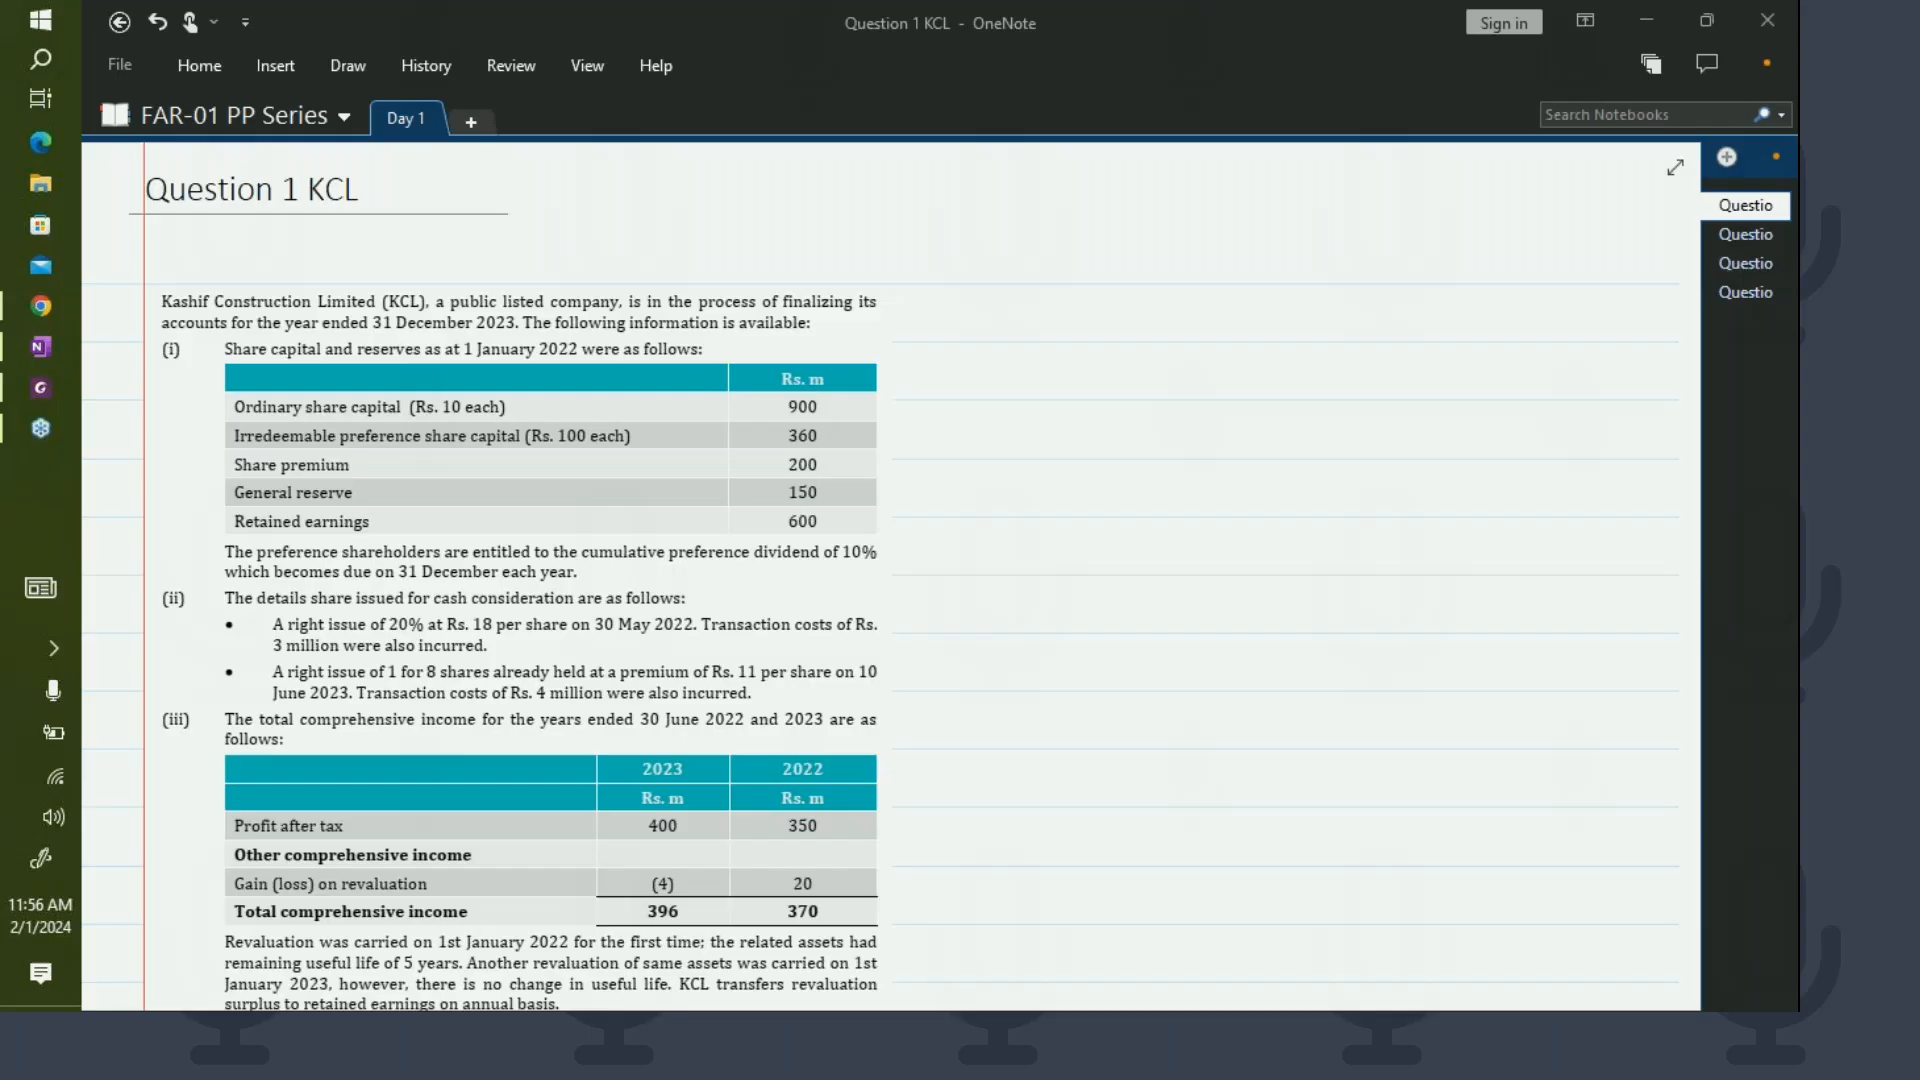 Question 1 KCL - OneNote
Sign in
File Home Insert Draw History Review View Help
FAR-01 PP Series
Day 1
+
Search Notebooks
Question 1 KCL
Questio
Questio
Questio
Questio
Kashif Construction Limited (KCL), a public listed company, is in the process of finalizing its
accounts for the year ended 31 December 2023. The following information is available:
(i) Share capital and reserves as at 1 January 2022 were as follows:
Rs. m
Ordinary share capital (Rs. 10 each) 900
Irredeemable preference share capital (Rs. 100 each) 360
Share premium 200
General reserve 150
Retained earnings 600
The preference shareholders are entitled to the cumulative preference dividend of 10%
which becomes due on 31 December each year.
(ii) The details share issued for cash consideration are as follows:
• A right issue of 20% at Rs. 18 per share on 30 May 2022. Transaction costs of Rs.
3 million were also incurred.
• A right issue of 1 for 8 shares already held at a premium of Rs. 11 per share on 10
June 2023. Transaction costs of Rs. 4 million were also incurred.
(iii) The total comprehensive income for the years ended 30 June 2022 and 2023 are as
follows:
2023 2022
Rs. m Rs. m
Profit after tax 400 350
Other comprehensive income
Gain (loss) on revaluation (4) 20
Total comprehensive income 396 370
Revaluation was carried on 1st January 2022 for the first time; the related assets had
remaining useful life of 5 years. Another revaluation of same assets was carried on 1st
January 2023, however, there is no change in useful life. KCL transfers revaluation
surplus to retained earnings on annual basis.
11:56 AM
2/1/2024